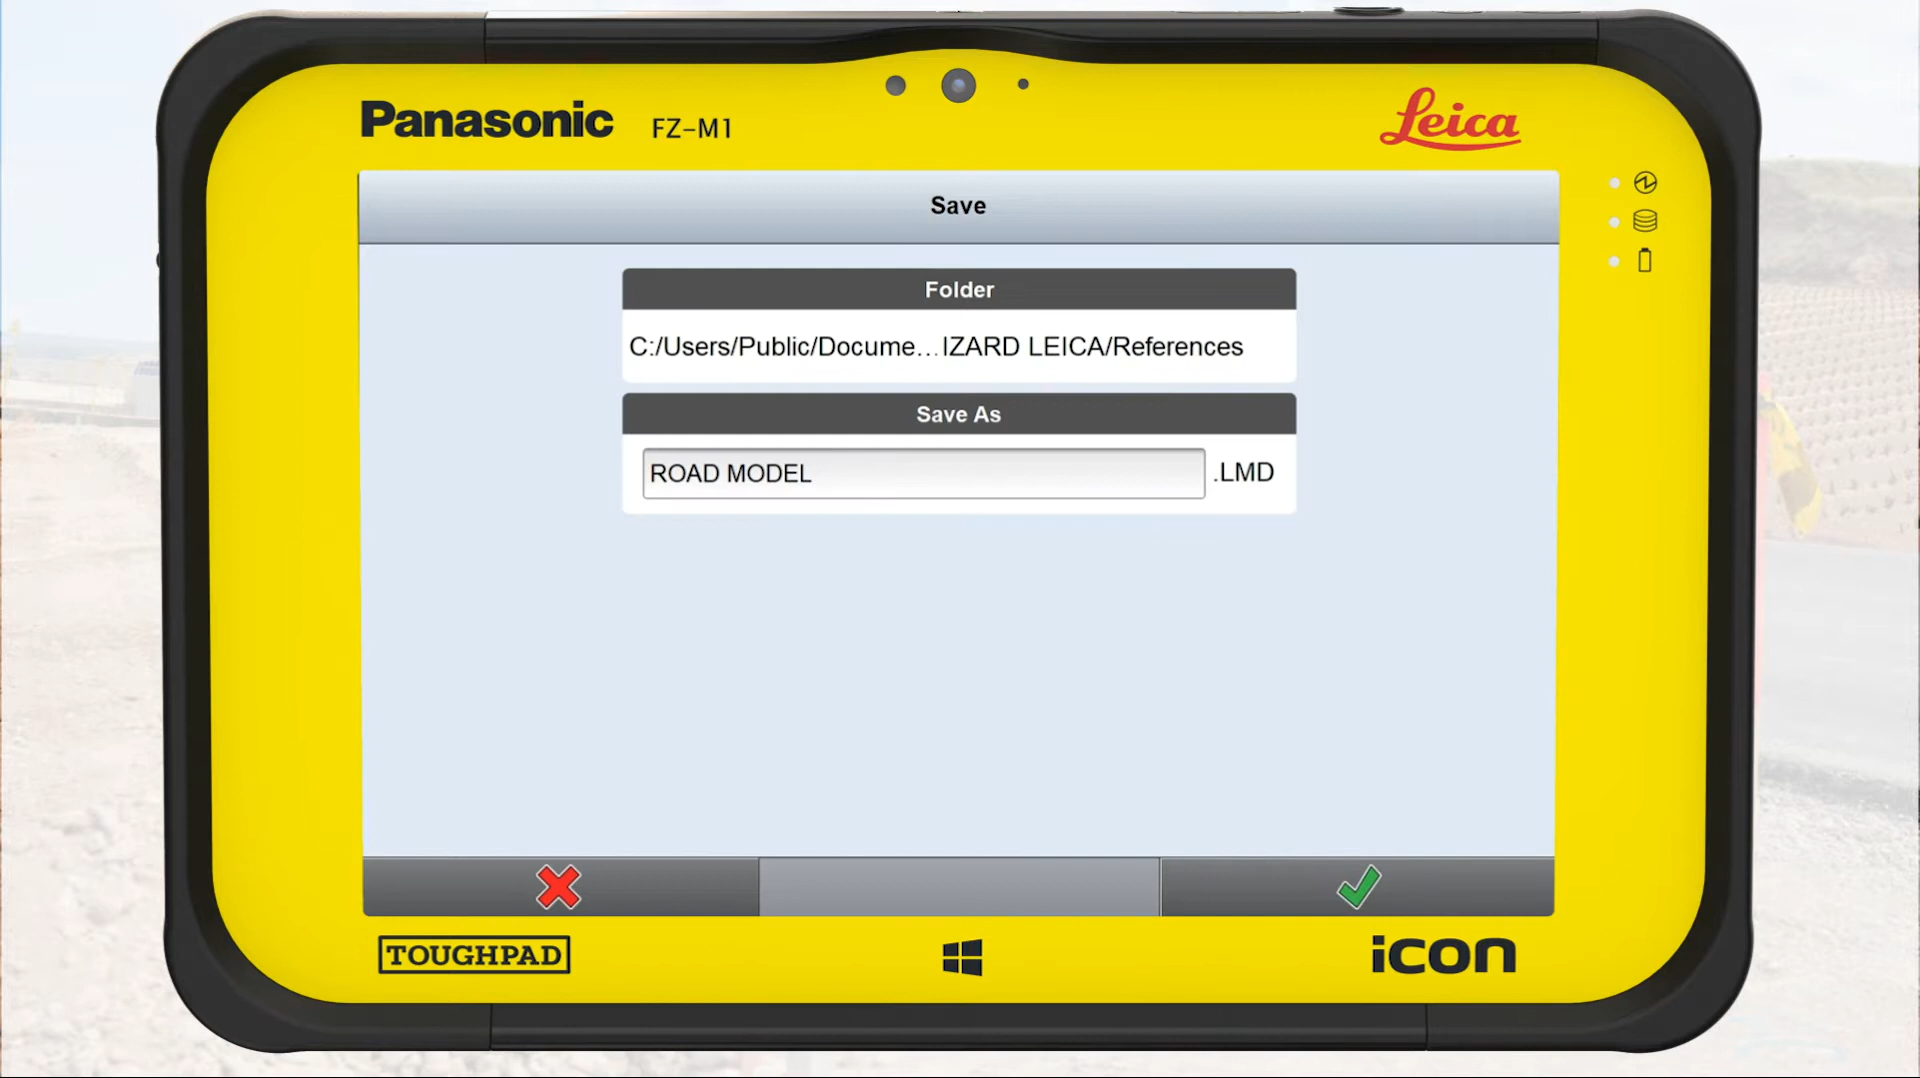 Panasonic FZ-M1 Leica
Save
Folder
C:/Users/Public/Docume...IZARD LEICA/References
Save As
ROAD MODEL .LMD
TOUGHPAD icon